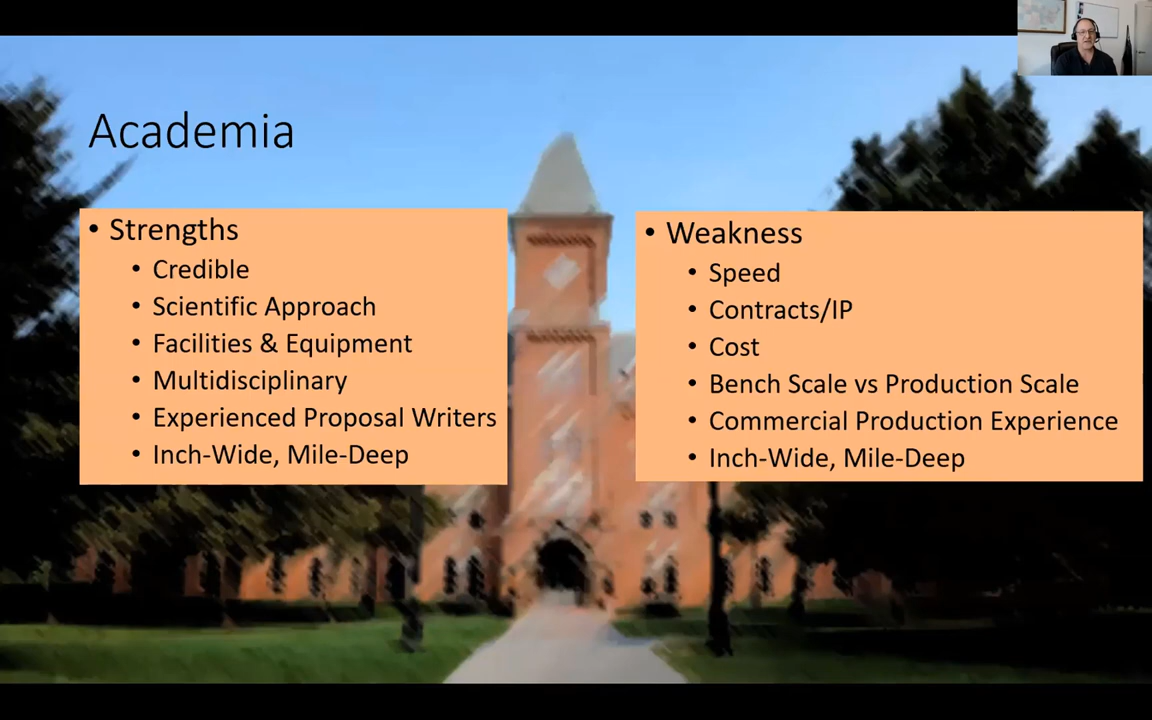 Academia
• Strengths
• Credible
• Scientific Approach
• Facilities & Equipment
• Multidisciplinary
• Experienced Proposal Writers
• Inch-Wide, Mile-Deep
• Weakness
• Speed
• Contracts/IP
• Cost
• Bench Scale vs Production Scale
• Commercial Production Experience
• Inch-Wide, Mile-Deep